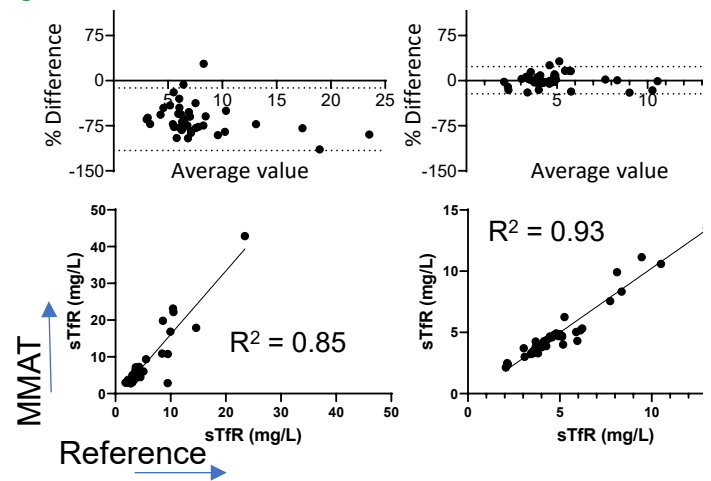 % Difference
75
0
-75
-150
5
10
15
20
25
Average value
% Difference
75
0
-75
-150
5
10
Average value
MMAT
sTfR (mg/L)
50
40
30
20
10
0
R² = 0.85
0
10
20
30
40
50
sTfR (mg/L)
sTfR (mg/L)
15
10
5
0
R² = 0.93
0
5
10
sTfR (mg/L)
Reference